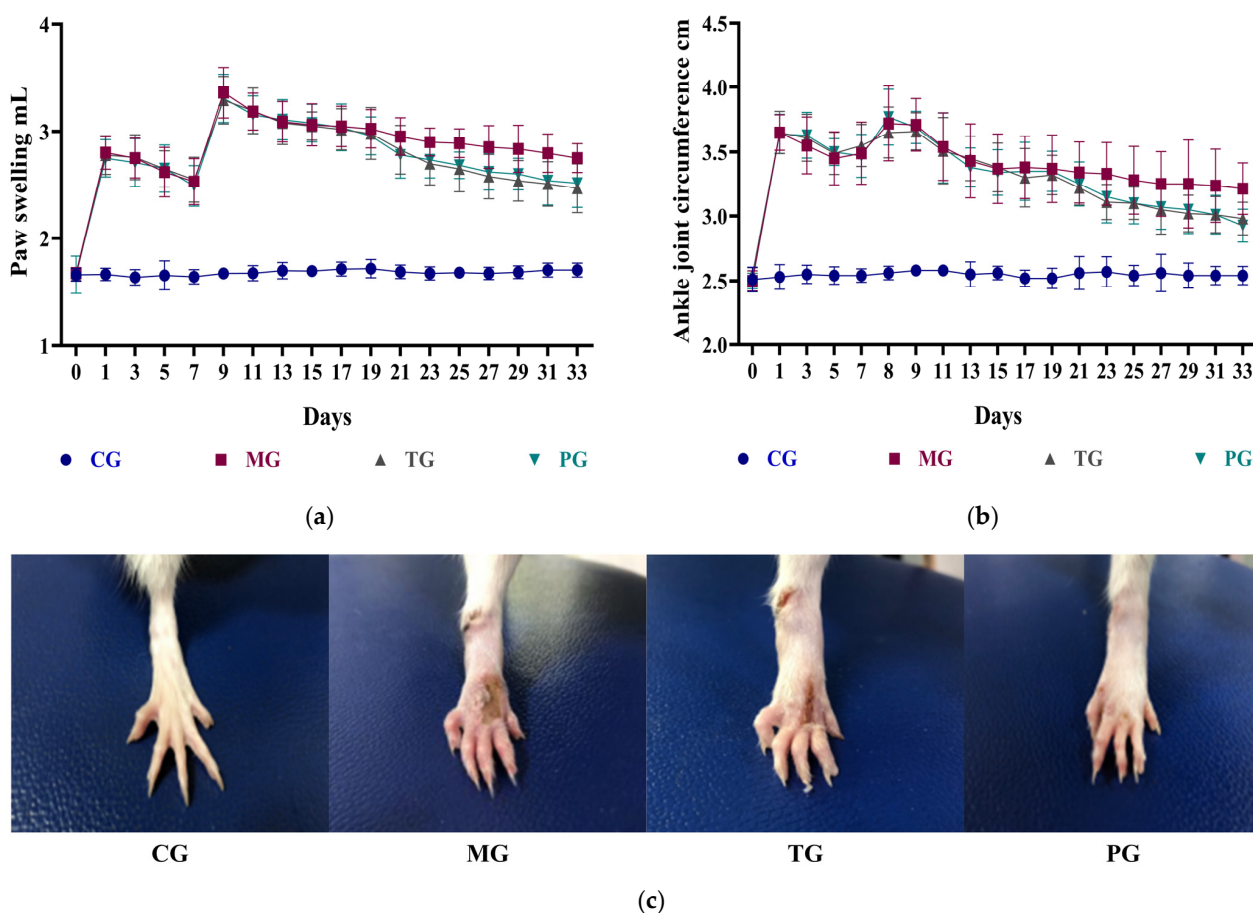 Paw swelling mL
4
3
2
1
0 1 3 5 7 9 11 13 15 17 19 21 23 25 27 29 31 33
Days
CG MG TG PG
(a)
Ankle joint circumference cm
4.5
4.0
3.5
3.0
2.5
2.0
0 1 3 5 7 8 9 11 13 15 17 19 21 23 25 27 29 31 33
Days
CG MG TG PG
(b)
CG MG TG PG
(c)